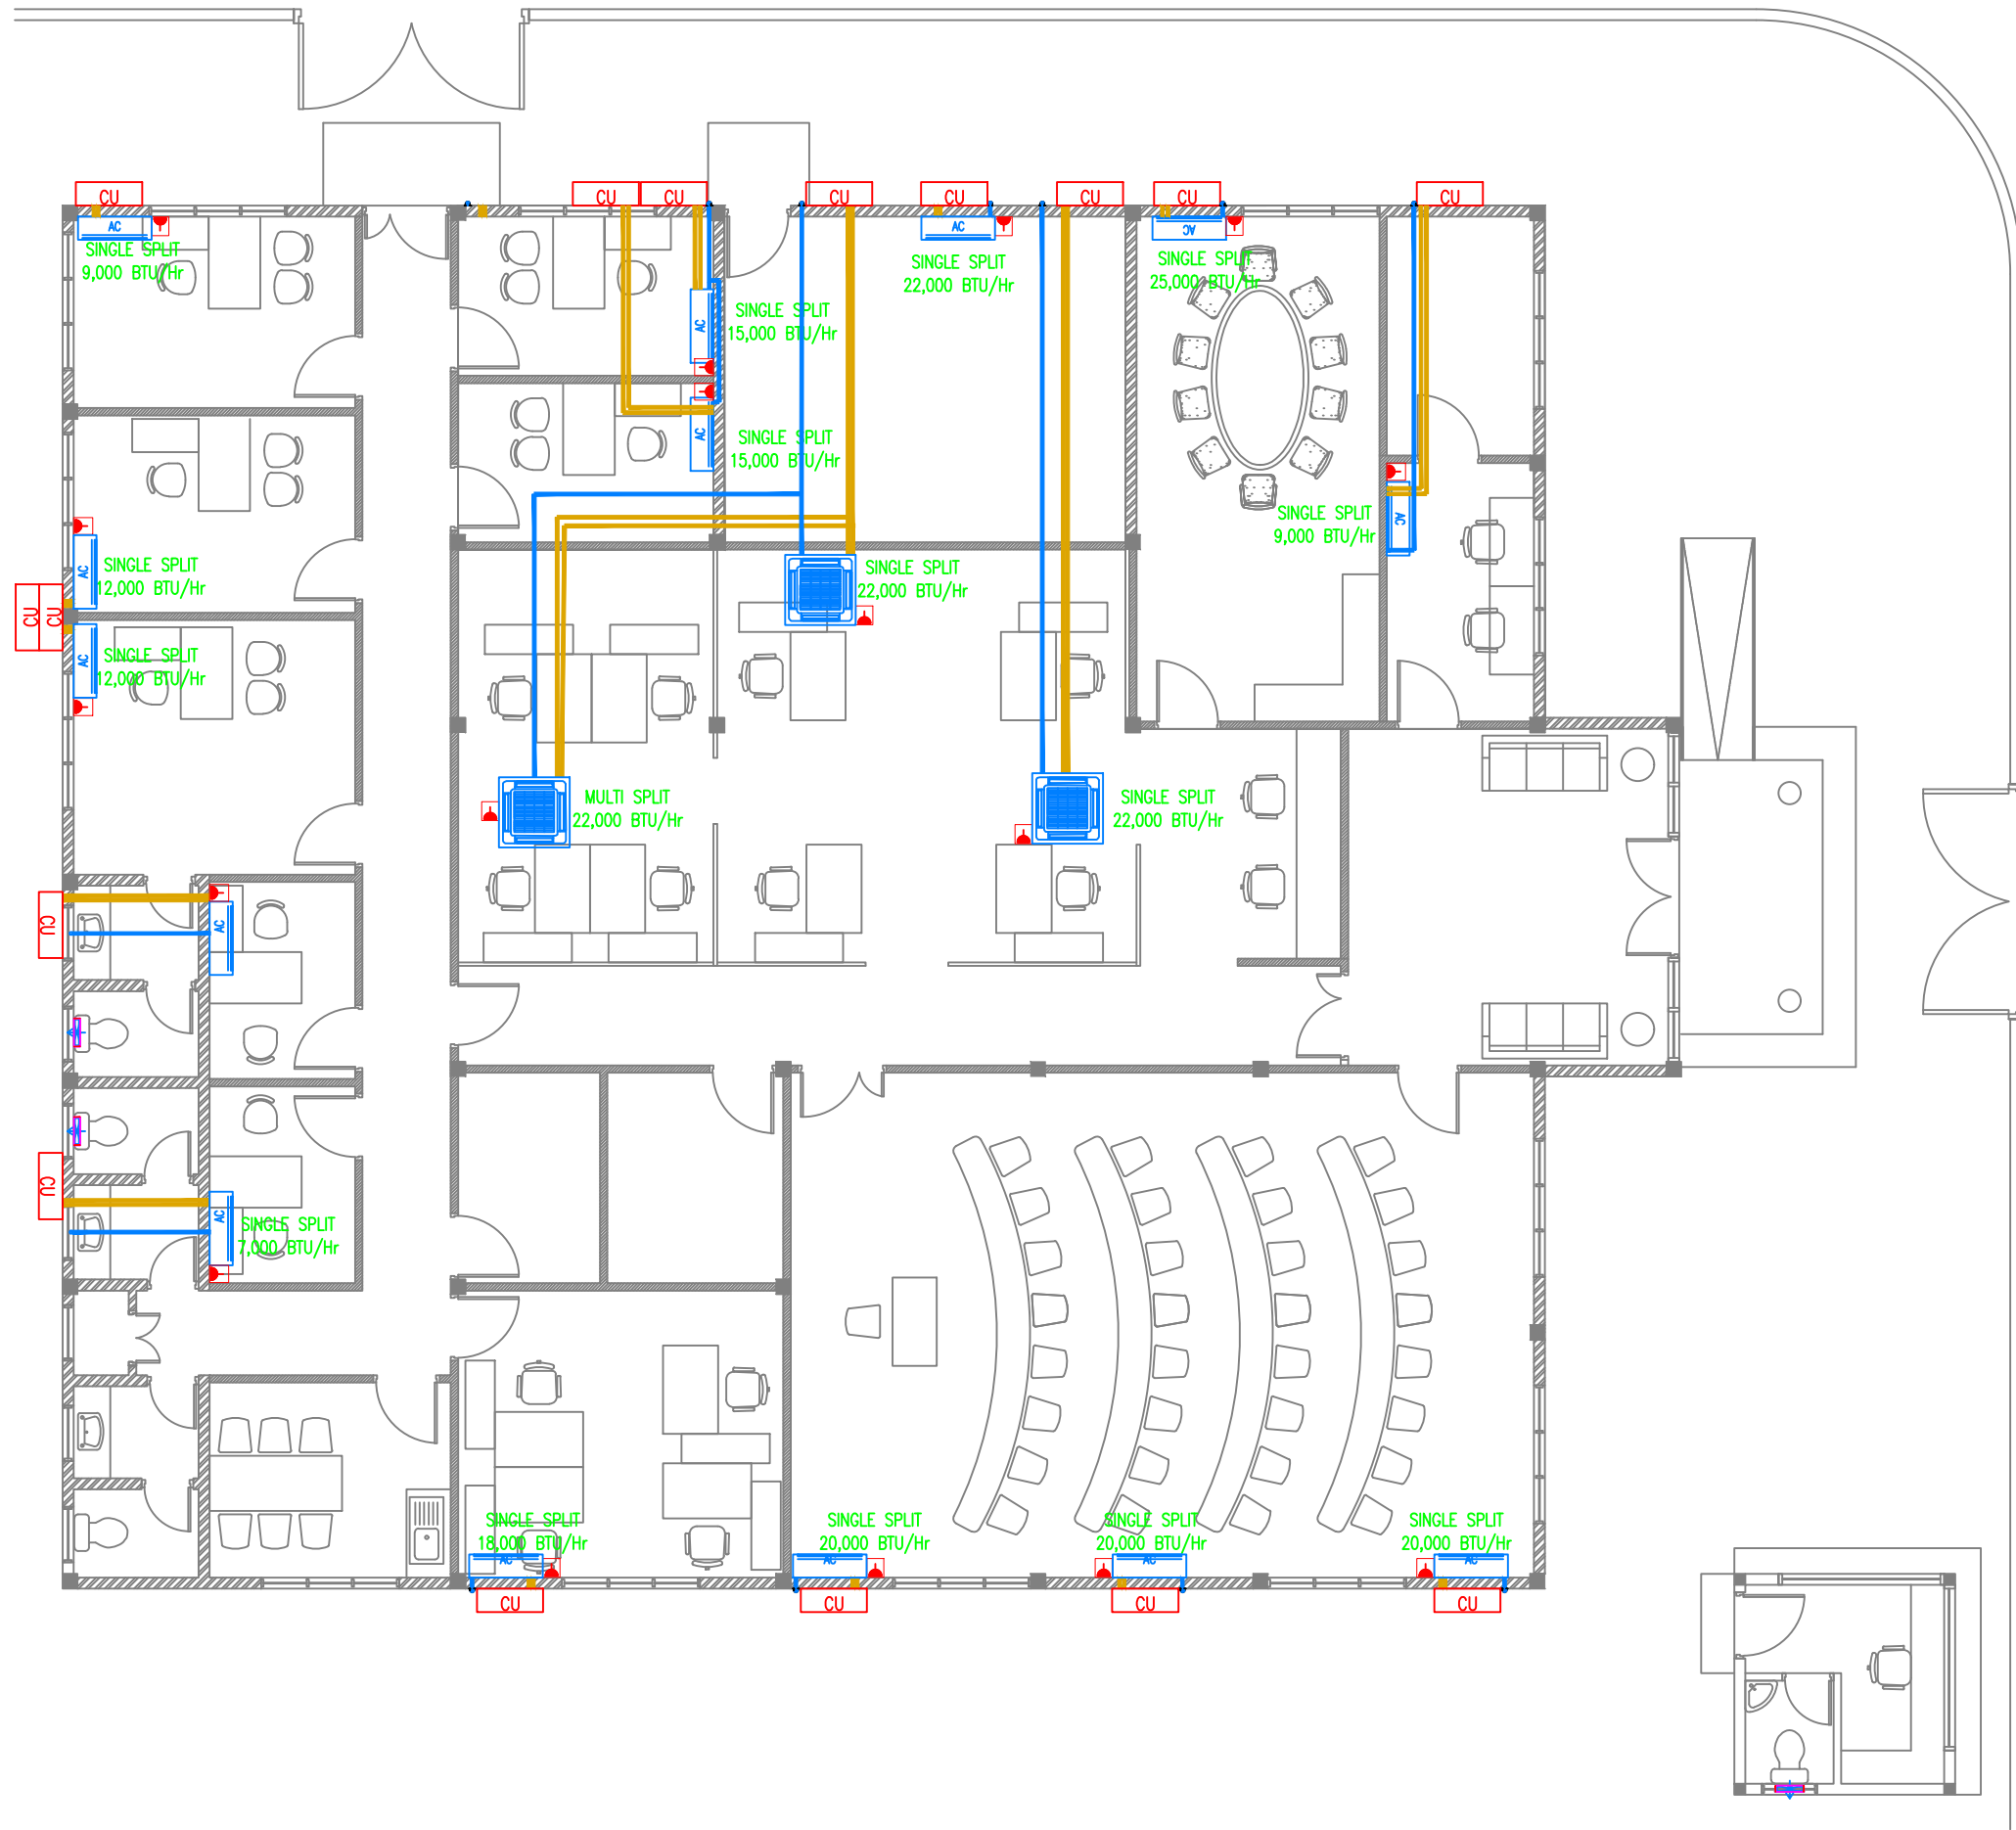 CU
CU
CU
CU
CU
CU
CU
CU
AC
SINGLE SPLIT
9,000 BTU/Hr
AC
SINGLE SPLIT
22,000 BTU/Hr
AC
SINGLE SPLIT
25,000 BTU/Hr
AC
SINGLE SPLIT
15,000 BTU/Hr
AC
SINGLE SPLIT
15,000 BTU/Hr
AC
SINGLE SPLIT
9,000 BTU/Hr
AC
SINGLE SPLIT
12,000 BTU/Hr
CU
CU
AC
SINGLE SPLIT
12,000 BTU/Hr
SINGLE SPLIT
22,000 BTU/Hr
MULTI SPLIT
22,000 BTU/Hr
SINGLE SPLIT
22,000 BTU/Hr
CU
AC
CU
AC
SINGLE SPLIT
7,000 BTU/Hr
SINGLE SPLIT
18,000 BTU/Hr
AC
CU
SINGLE SPLIT
20,000 BTU/Hr
AC
CU
SINGLE SPLIT
20,000 BTU/Hr
AC
CU
SINGLE SPLIT
20,000 BTU/Hr
AC
CU